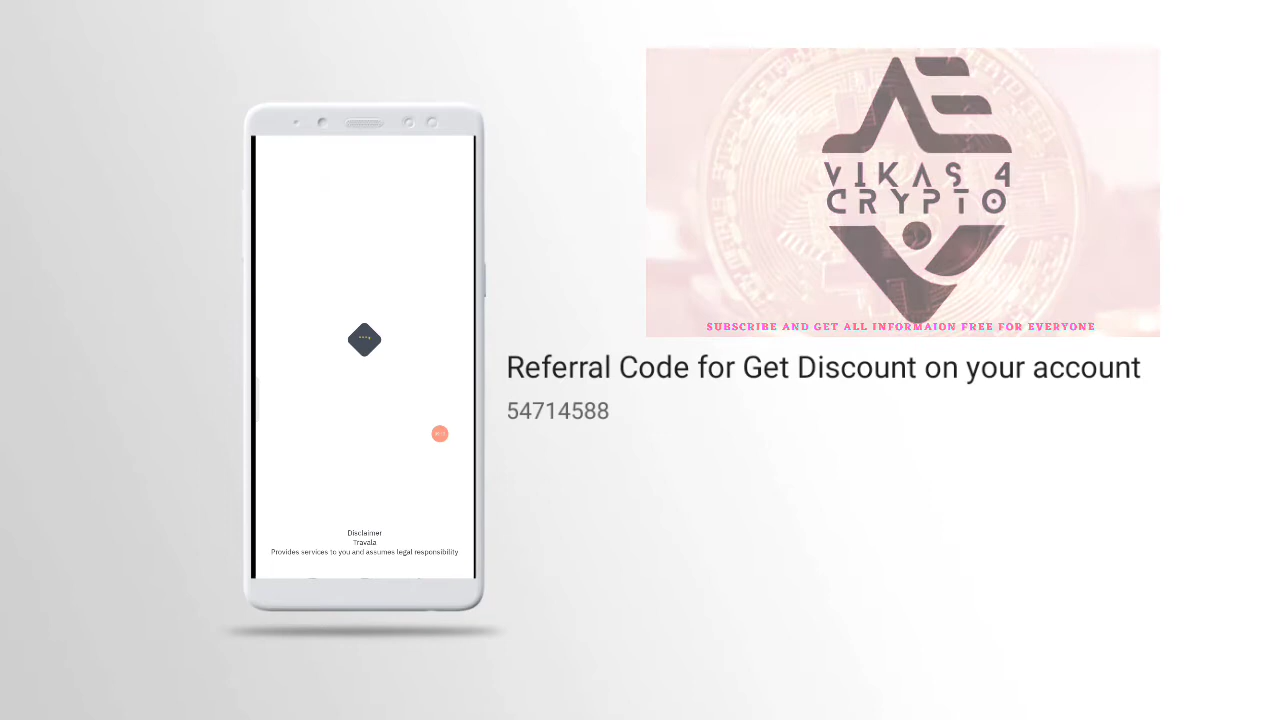 VIKAS 4
CRYPTO
SUBSCRIBE AND GET ALL INFORMAION FREE FOR EVERYONE
Referral Code for Get Discount on your account
54714588
Disclaimer
Travala
Provides services to you and assumes legal responsibility